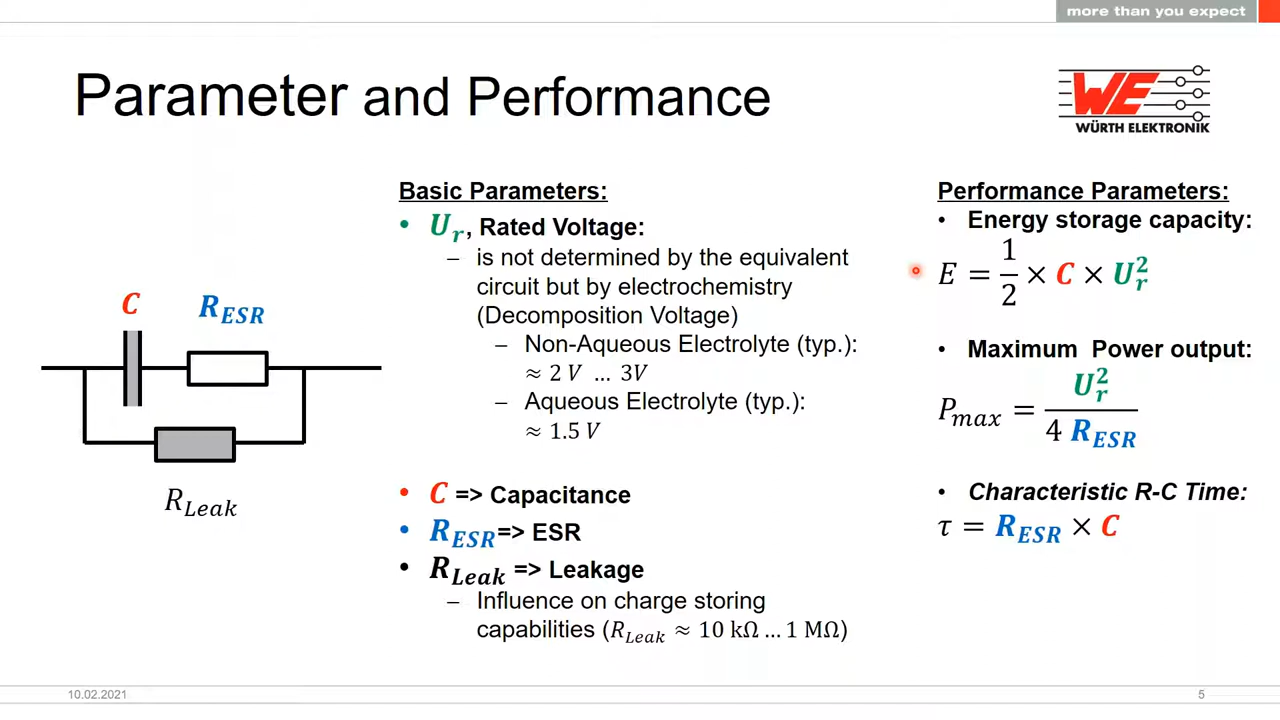 more than you expect
Parameter and Performance
WE
WÜRTH ELEKTRONIK
C
R_ESR
R_Leak
Basic Parameters:
• U_r, Rated Voltage:
– is not determined by the equivalent
circuit but by electrochemistry
(Decomposition Voltage)
– Non-Aqueous Electrolyte (typ.):
≈ 2 V … 3V
– Aqueous Electrolyte (typ.):
≈ 1.5 V
• C => Capacitance
• R_ESR=> ESR
• R_Leak => Leakage
– Influence on charge storing
capabilities (R_Leak ≈ 10 kΩ … 1 MΩ)
Performance Parameters:
• Energy storage capacity:
E = 1/2 × C × U_r^2
• Maximum Power output:
P_max = U_r^2 / 4 R_ESR
• Characteristic R-C Time:
τ = R_ESR × C
10.02.2021
5